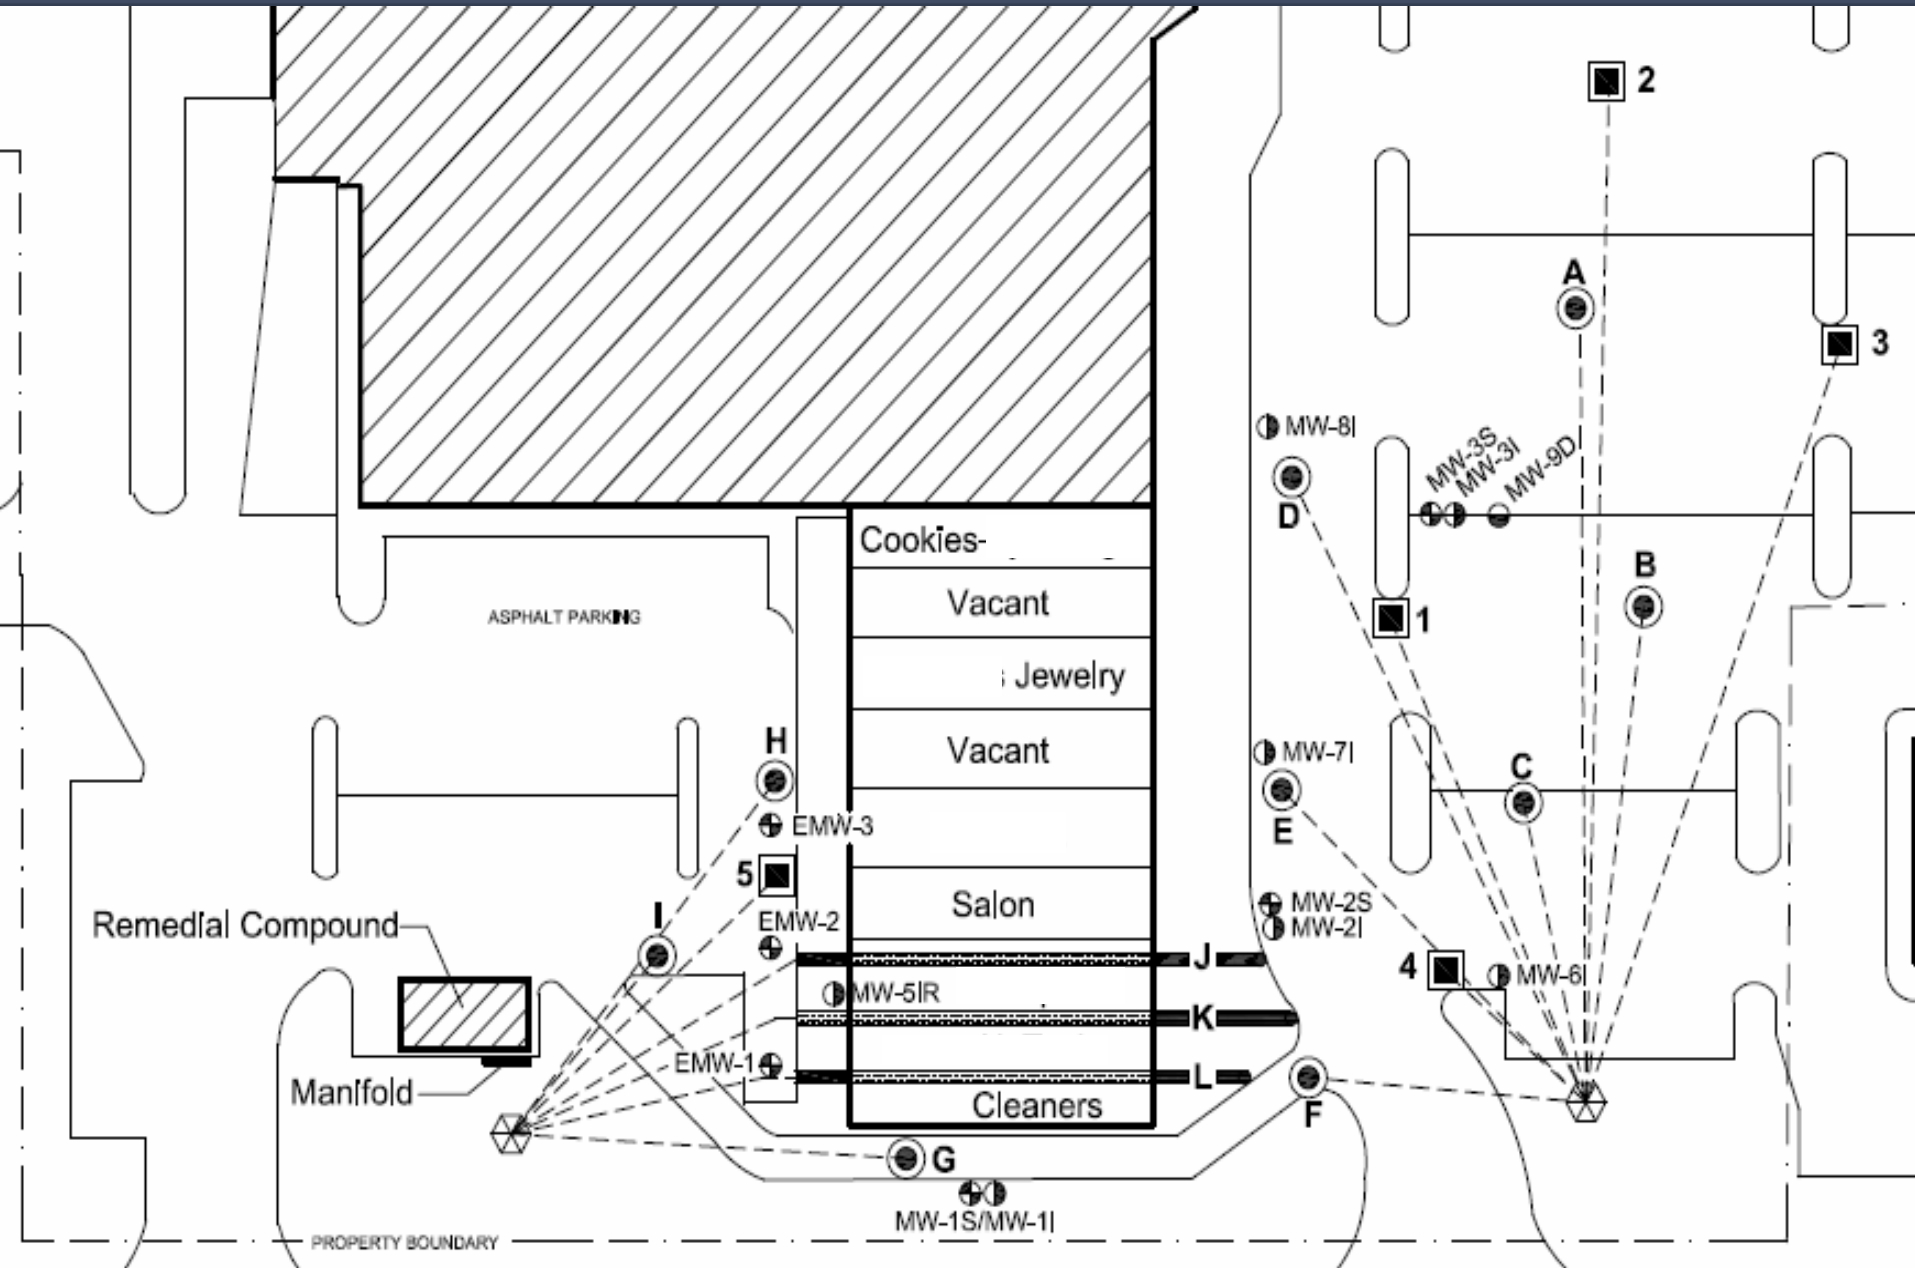 2
A
3
MW-8I
MW-3S
MW-3I
MW-9D
D
Cookies-
B
Vacant
ASPHALT PARKING
1
Jewelry
H
Vacant
MW-7I
C
EMW-3
E
5
Salon
MW-2S
I
EMW-2
Remedial Compound
MW-2I
J
4
MW-6
MW-5IR
K
EMW-1
L
Manifold
Cleaners
F
G
MW-1S/MW-1I
PROPERTY BOUNDARY